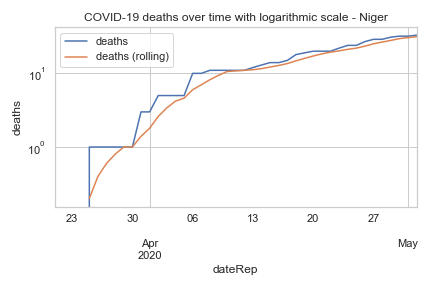 COVID-19 deaths over time with logarithmic scale - Niger
deaths
deaths (rolling)
10¹
10⁰
deaths
23 30 06 13 20 27
Apr May
2020
dateRep